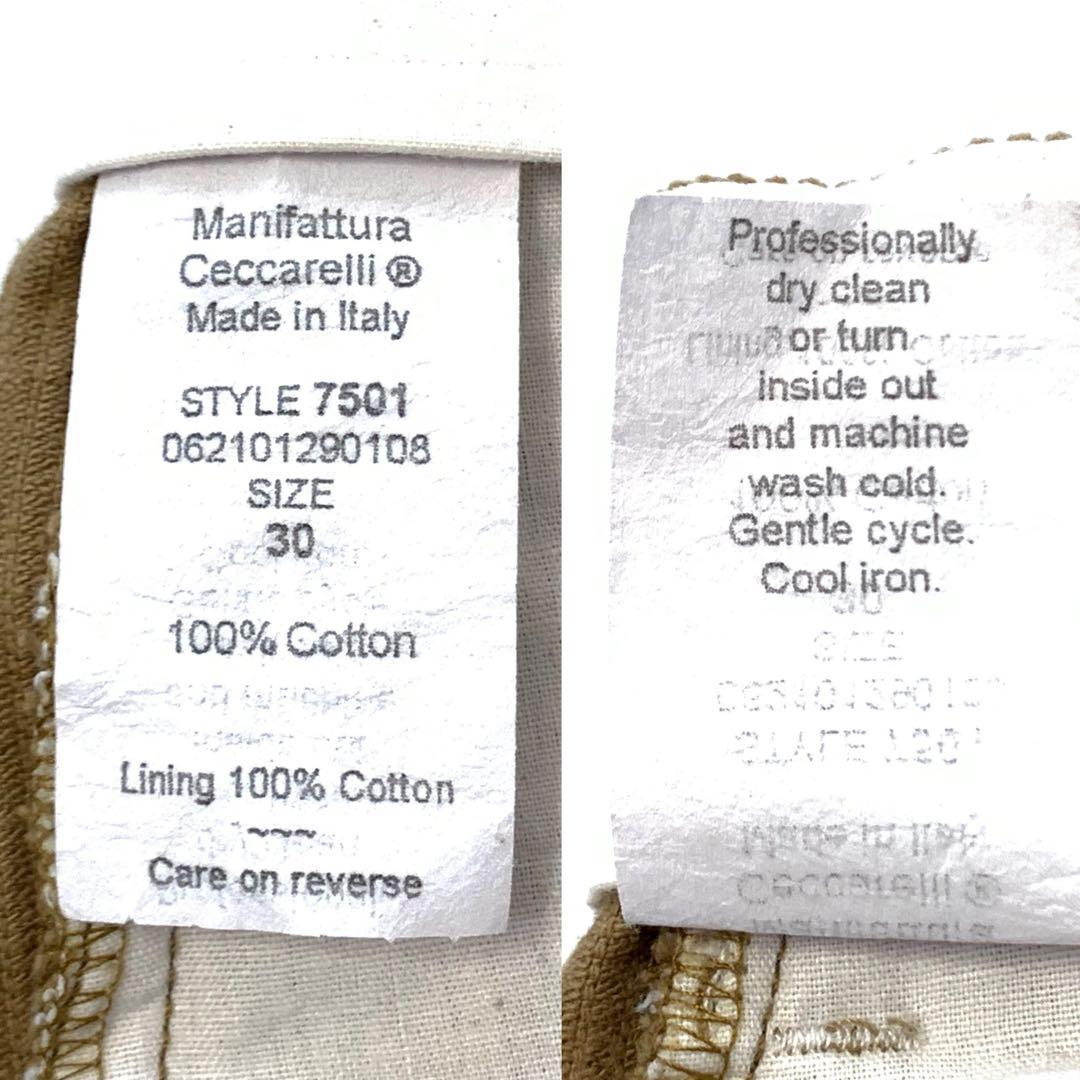 Manifattura
Ceccarelli ®
Made in Italy
STYLE 7501
062101290108
SIZE
30
100% Cotton
Lining 100% Cotton
~~~
Care on reverse
Professionally
dry clean
or turn
inside out
and machine
wash cold.
Gentle cycle.
Cool iron.